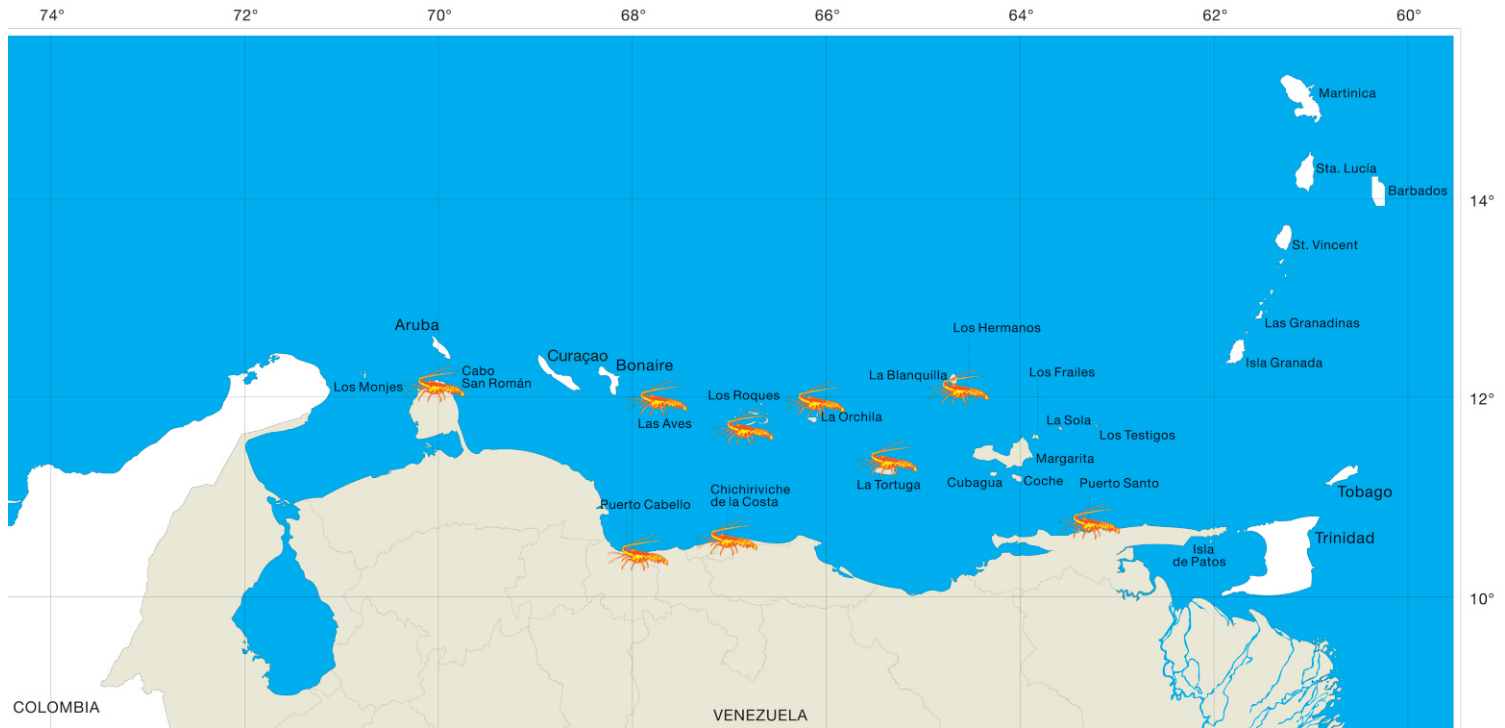 74°
72°
70°
68°
66°
64°
62°
60°
Martinica
Sta. Lucía
Barbados
14°
St. Vincent
Las Granadinas
Isla Granada
Los Hermanos
Aruba
Curaçao
Bonaire
Los Monjes
Cabo
San Román
La Blanquilla
Los Frailes
12°
Los Roques
Las Aves
La Orchila
La Sola
Los Testigos
Margarita
La Tortuga
Cubagua
Coche
Puerto Santo
Tobago
Chichiriviche
de la Costa
Puerto Cabello
Trinidad
Isla
de Patos
10°
COLOMBIA
VENEZUELA